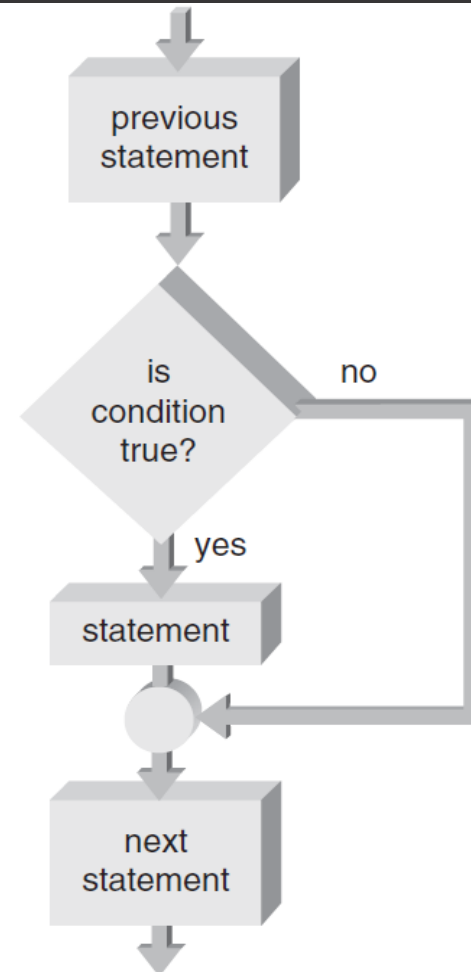 previous
statement
is
condition
true?
no
yes
statement
next
statement